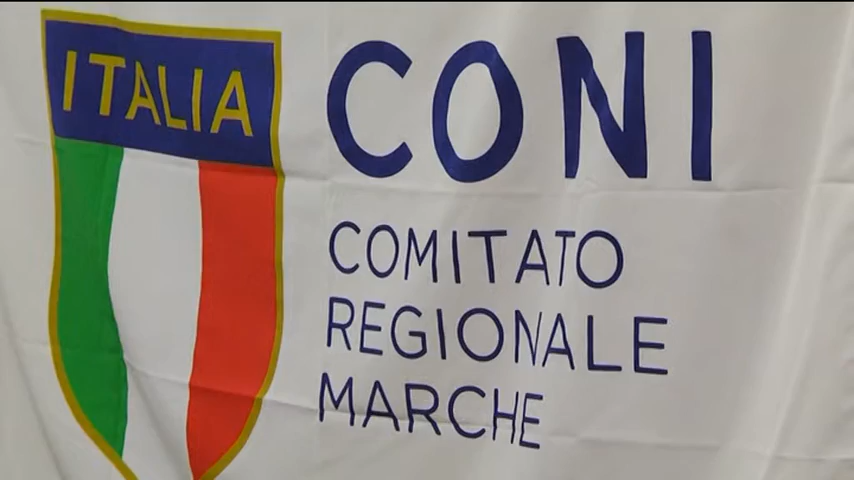 ITALIA
CONI
COMITATO
REGIONALE
MARCHE